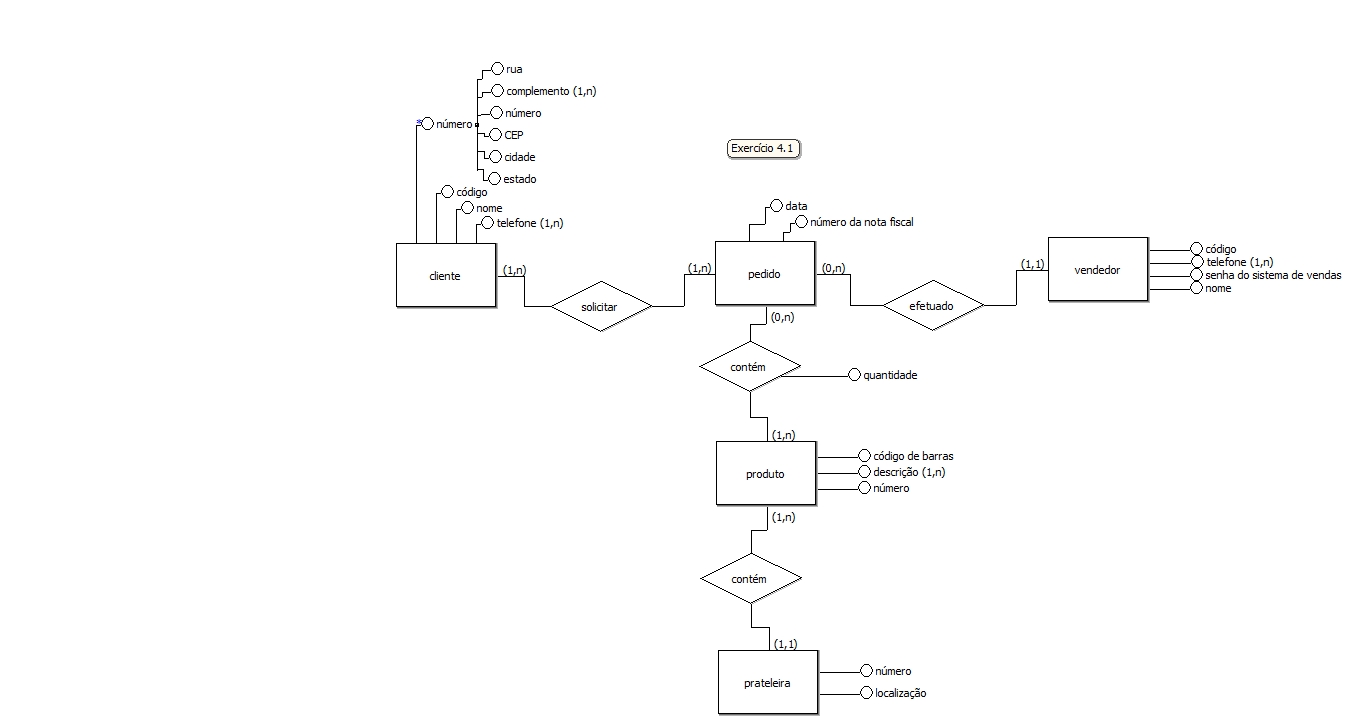 rua
complemento (1,n)
número
*
número
CEP
cidade
estado
código
nome
telefone (1,n)
Exercício 4.1
data
número da nota fiscal
cliente
(1,n)
solicitar
(1,n)
pedido
(0,n)
efetuado
(1,1)
vendedor
código
telefone (1,n)
senha do sistema de vendas
nome
(0,n)
contém
quantidade
(1,n)
produto
código de barras
descrição (1,n)
número
(1,n)
contém
(1,1)
prateleira
número
localização